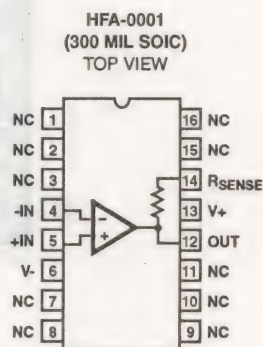 HFA-0001
(300 MIL SOIC)
TOP VIEW
NC 1 16 NC
NC 2 15 NC
NC 3 14 RSENSE
-IN 4 13 V+
+IN 5 12 OUT
V- 6 11 NC
NC 7 10 NC
NC 8 9 NC